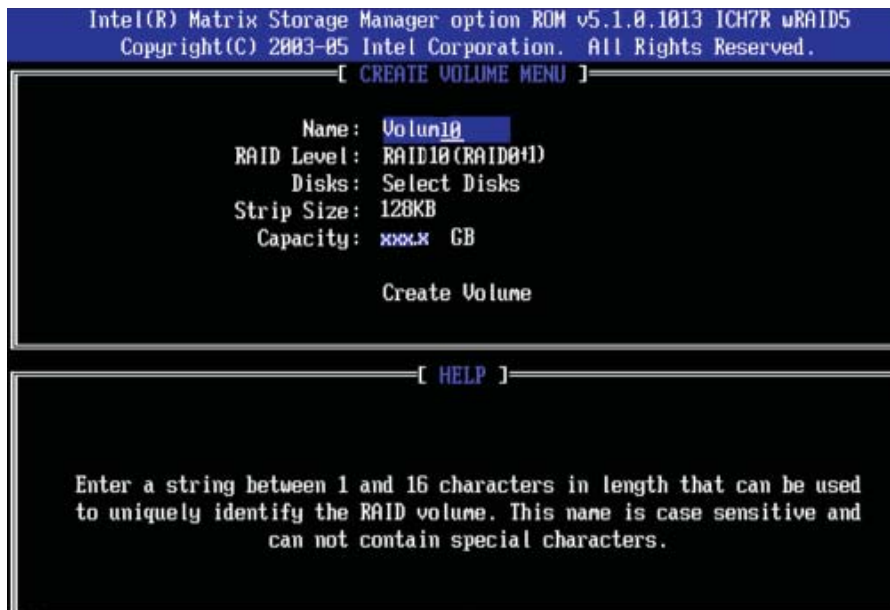 Intel(R) Matrix Storage Manager option ROM v5.1.0.1013 ICH7R wRAID5
Copyright(C) 2003-05 Intel Corporation. All Rights Reserved.
[ CREATE VOLUME MENU ]
Name: Volum10
RAID Level: RAID10(RAID0+1)
Disks: Select Disks
Strip Size: 128KB
Capacity: xxx.x GB
Create Volume
[ HELP ]
Enter a string between 1 and 16 characters in length that can be used
to uniquely identify the RAID volume. This name is case sensitive and
can not contain special characters.